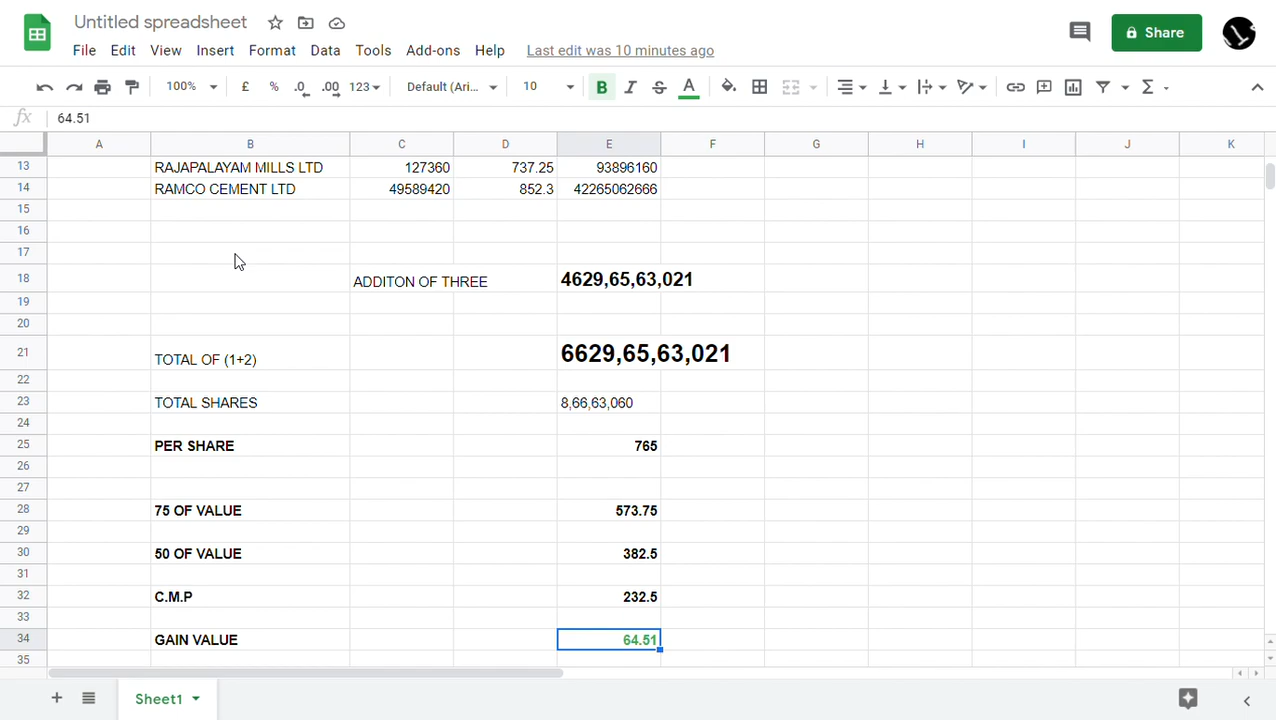 Untitled spreadsheet
File Edit View Insert Format Data Tools Add-ons Help Last edit was 10 minutes ago
Share
100% £ % .0 .00 123 Default (Ari... 10 B I S A Σ
fx 64.51
A B C D E F G H I J K
13 RAJAPALAYAM MILLS LTD 127360 737.25 93896160
14 RAMCO CEMENT LTD 49589420 852.3 42265062666
15
16
17
18 ADDITON OF THREE 4629,65,63,021
19
20
21 TOTAL OF (1+2) 6629,65,63,021
22
23 TOTAL SHARES 8,66,63,060
24
25 PER SHARE 765
26
27
28 75 OF VALUE 573.75
29
30 50 OF VALUE 382.5
31
32 C.M.P 232.5
33
34 GAIN VALUE 64.51
35
Sheet1